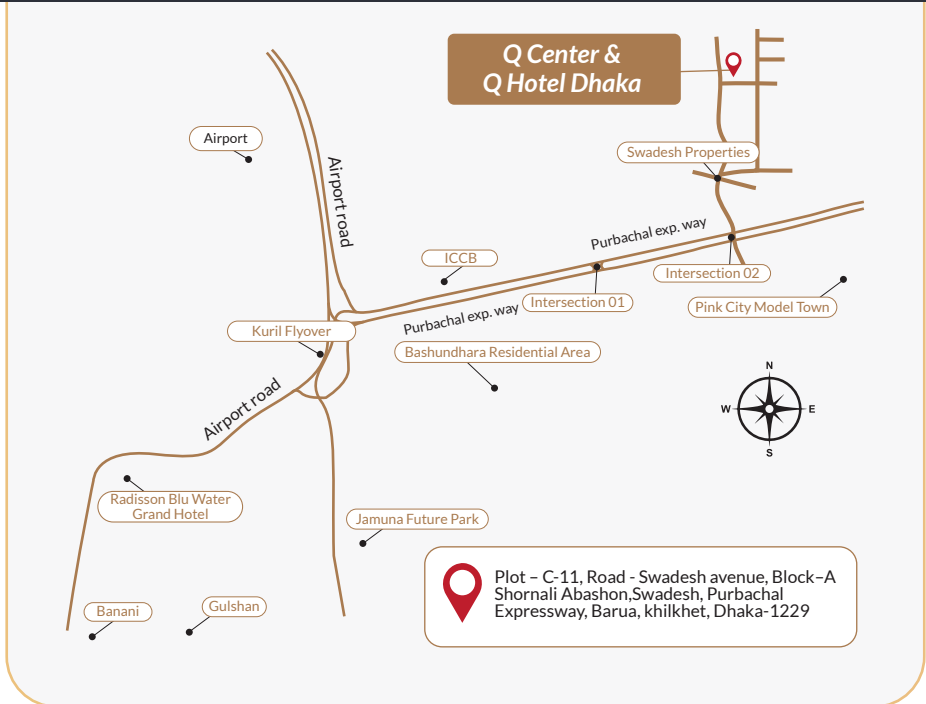 Q Center &
Q Hotel Dhaka
Airport
Airport road
Swadesh Properties
Purbachal exp. way
ICCB
Intersection 02
Intersection 01
Pink City Model Town
Purbachal exp. way
Kuril Flyover
Bashundhara Residential Area
N
W
E
S
Airport road
Radisson Blu Water
Grand Hotel
Jamuna Future Park
Plot – C-11, Road - Swadesh avenue, Block–A
Shornali Abashon,Swadesh, Purbachal
Expressway, Barua, khilkhet, Dhaka-1229
Banani
Gulshan